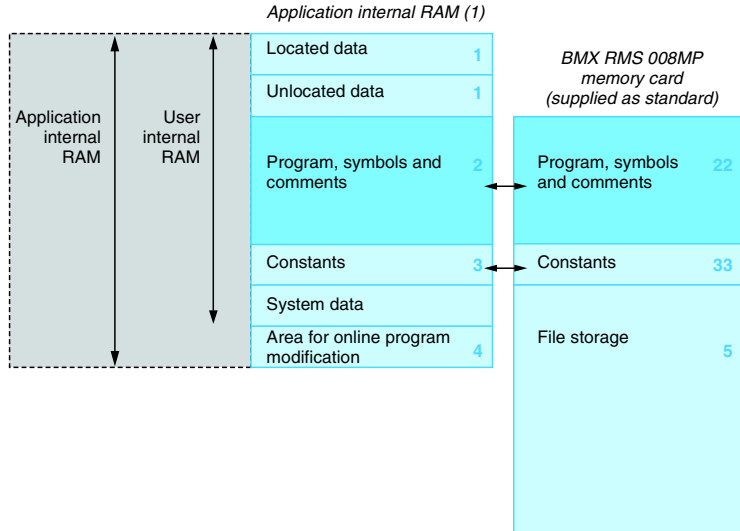 Application internal RAM (1)
Located data
1
Unlocated data
1
BMX RMS 008MP
memory card
(supplied as standard)
Application
internal
RAM
User
internal
RAM
Program, symbols and
comments
2
Program, symbols
and comments
22
Constants
3
Constants
33
System data
Area for online program
modification
4
File storage
5